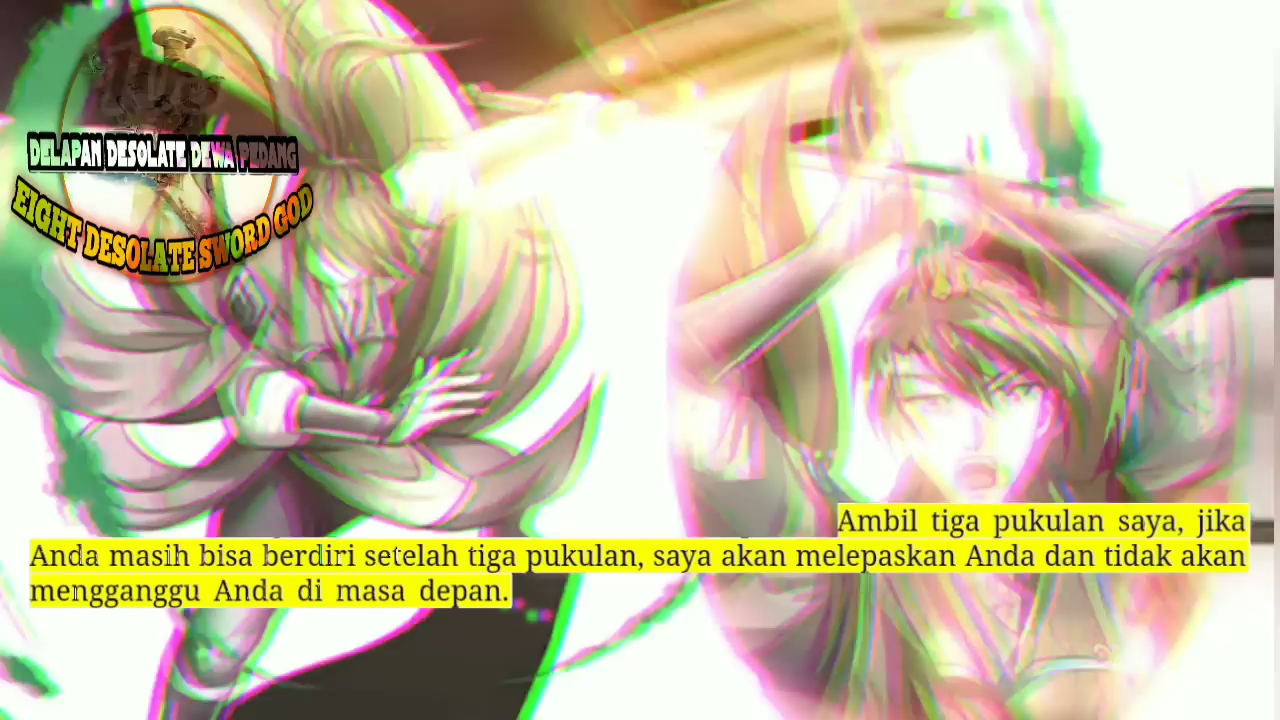 DELAPAN DESOLATE DEWA PEDANG
EIGHT DESOLATE SWORD GOD
Ambil tiga pukulan saya, jika
Anda masih bisa berdiri setelah tiga pukulan, saya akan melepaskan Anda dan tidak akan
mengganggu Anda di masa depan.